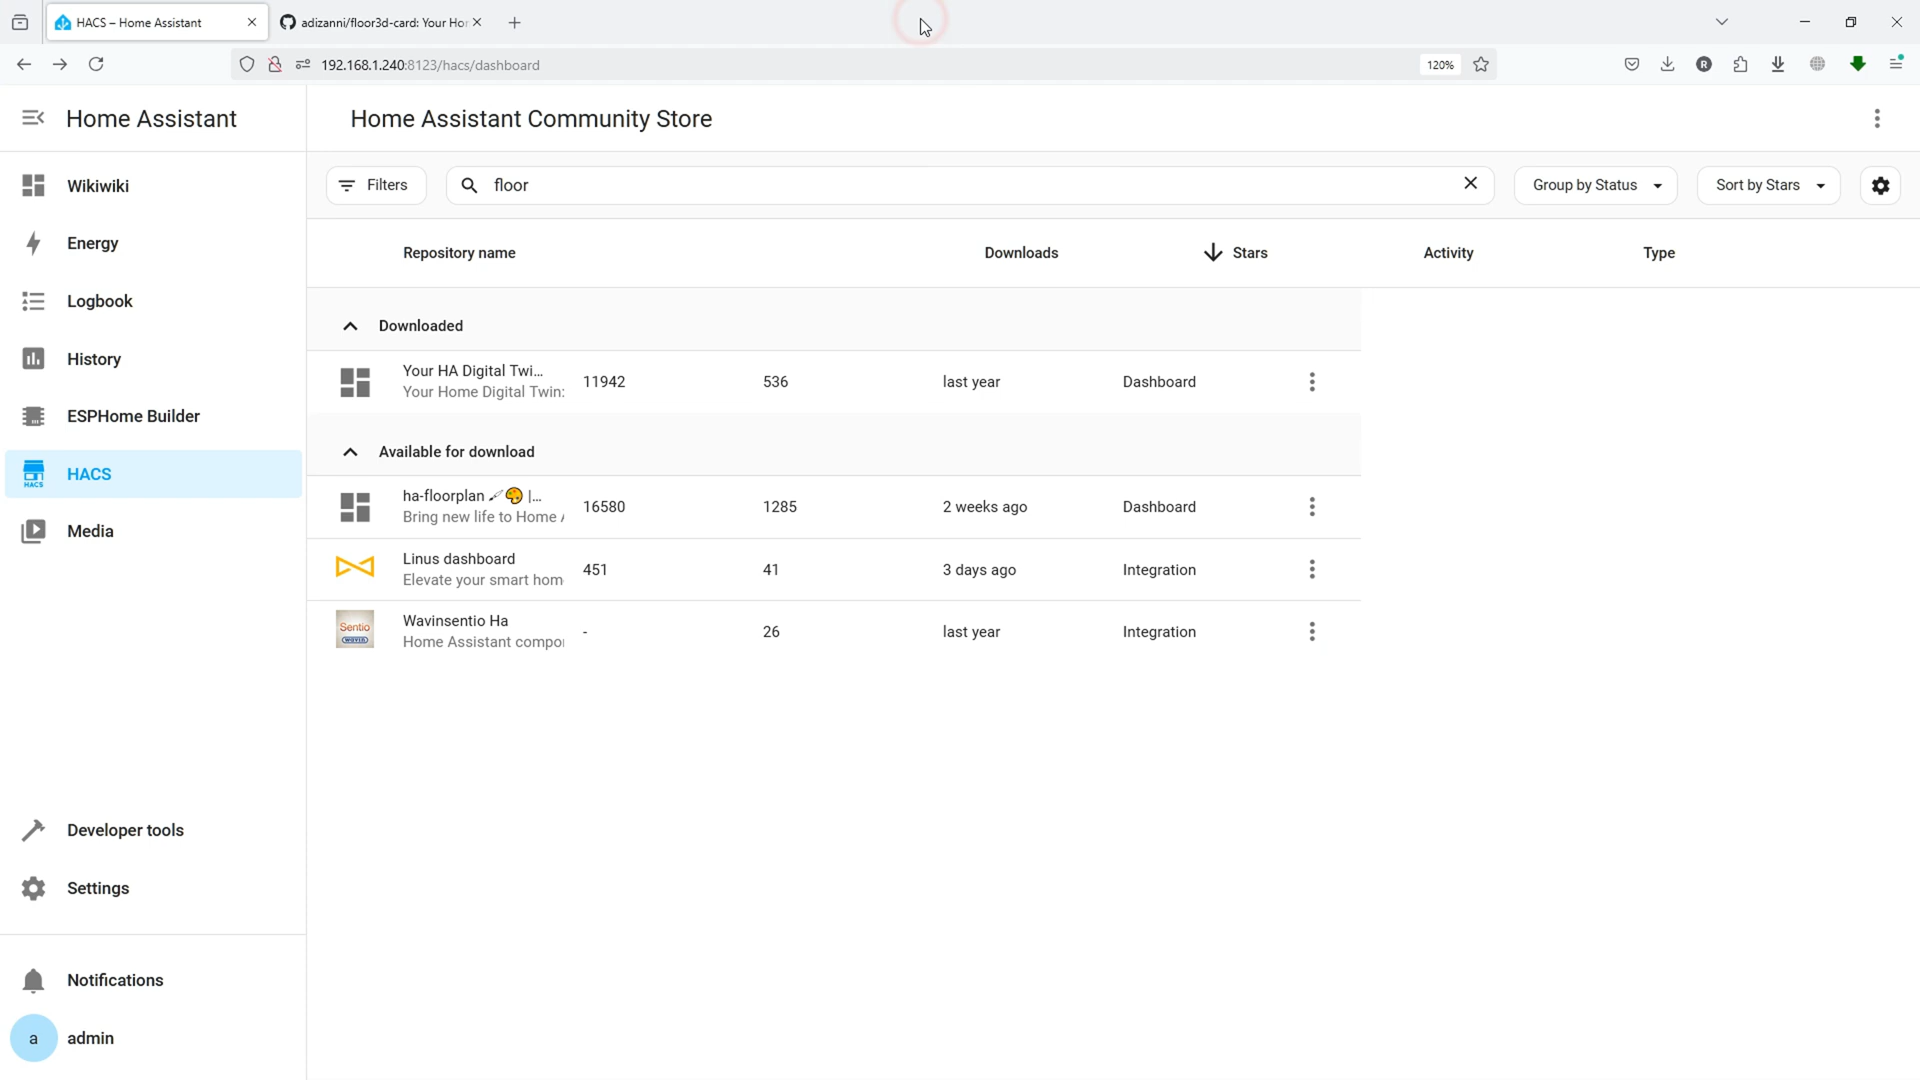 HACS – Home Assistant
adizanni/floor3d-card: Your Hor
192.168.1.240:8123/hacs/dashboard
120%
R
Home Assistant
Home Assistant Community Store
Filters
floor
Group by Status
Sort by Stars
Wikiwiki
Energy
Logbook
History
ESPHome Builder
HACS
HACS
Media
Developer tools
Settings
Notifications
a
admin
Repository name
Downloads
Stars
Activity
Type
Downloaded
Your HA Digital Twi...
11942
536
last year
Dashboard
Your Home Digital Twin:
Available for download
ha-floorplan 🖌🎨 |...
16580
1285
2 weeks ago
Dashboard
Bring new life to Home A
Linus dashboard
451
41
3 days ago
Integration
Elevate your smart hom
Sentio
wavin
Wavinsentio Ha
-
26
last year
Integration
Home Assistant compo